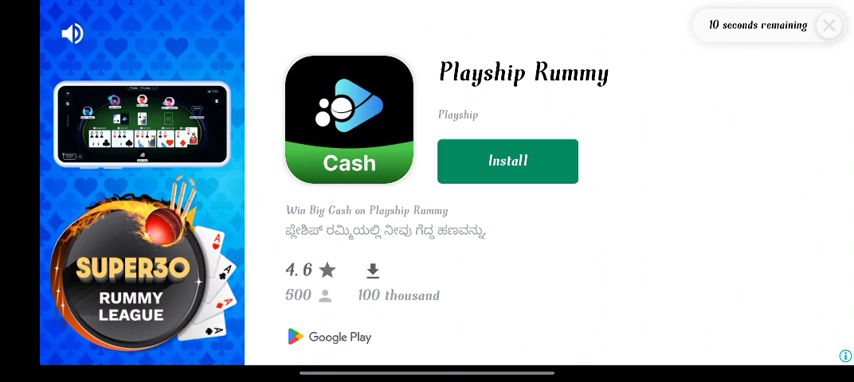 10 seconds remaining
Playship Rummy
Playship
Install
Cash
Win Big Cash on Playship Rummy
ಪ್ಲೇಶಿಪ್ ರಮ್ಮಿಯಲ್ಲಿ ನೀವು ಗೆದ್ದ ಹಣವನ್ನು.
4.6
500
100 thousand
Google Play
SUPER30
RUMMY
LEAGUE
A
A
A
A